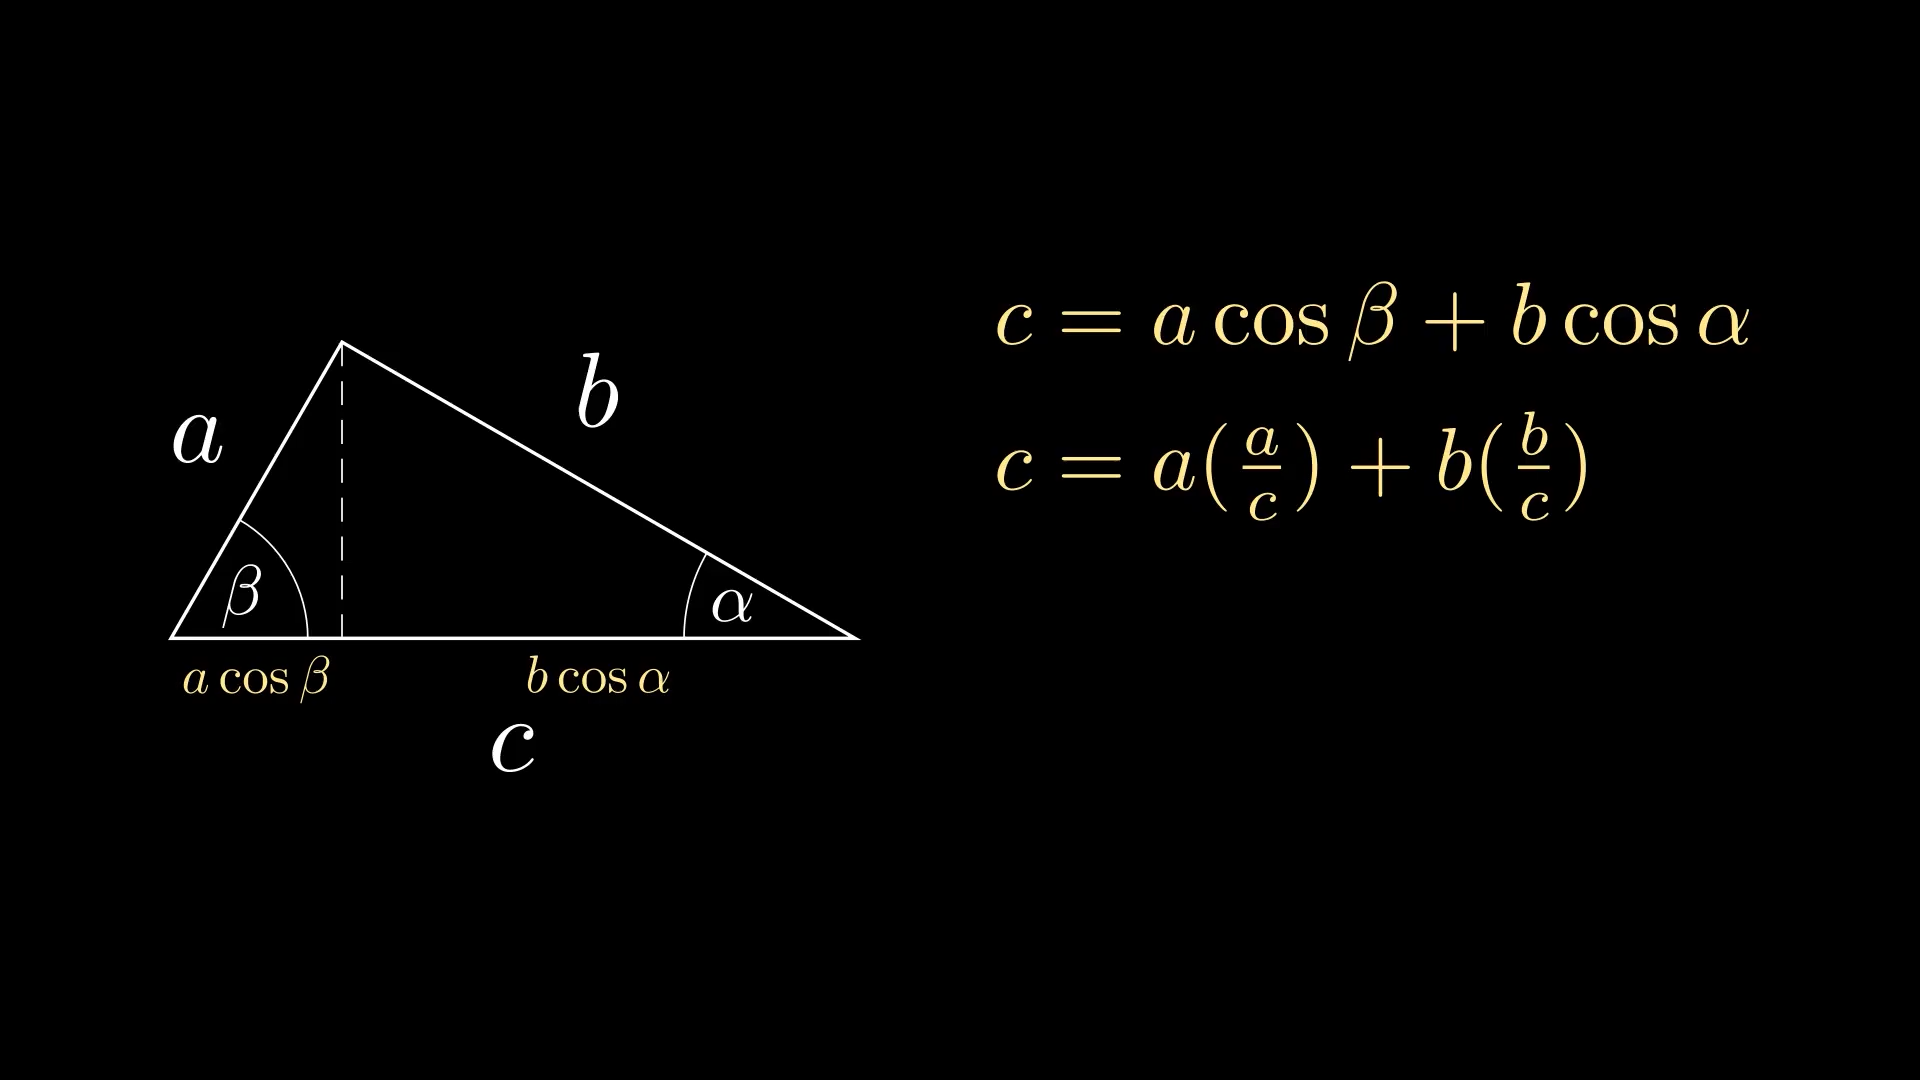 c = a cos β + b cos α
b
a
c = a(a/c) + b(b/c)
β
α
a cos β
b cos α
c